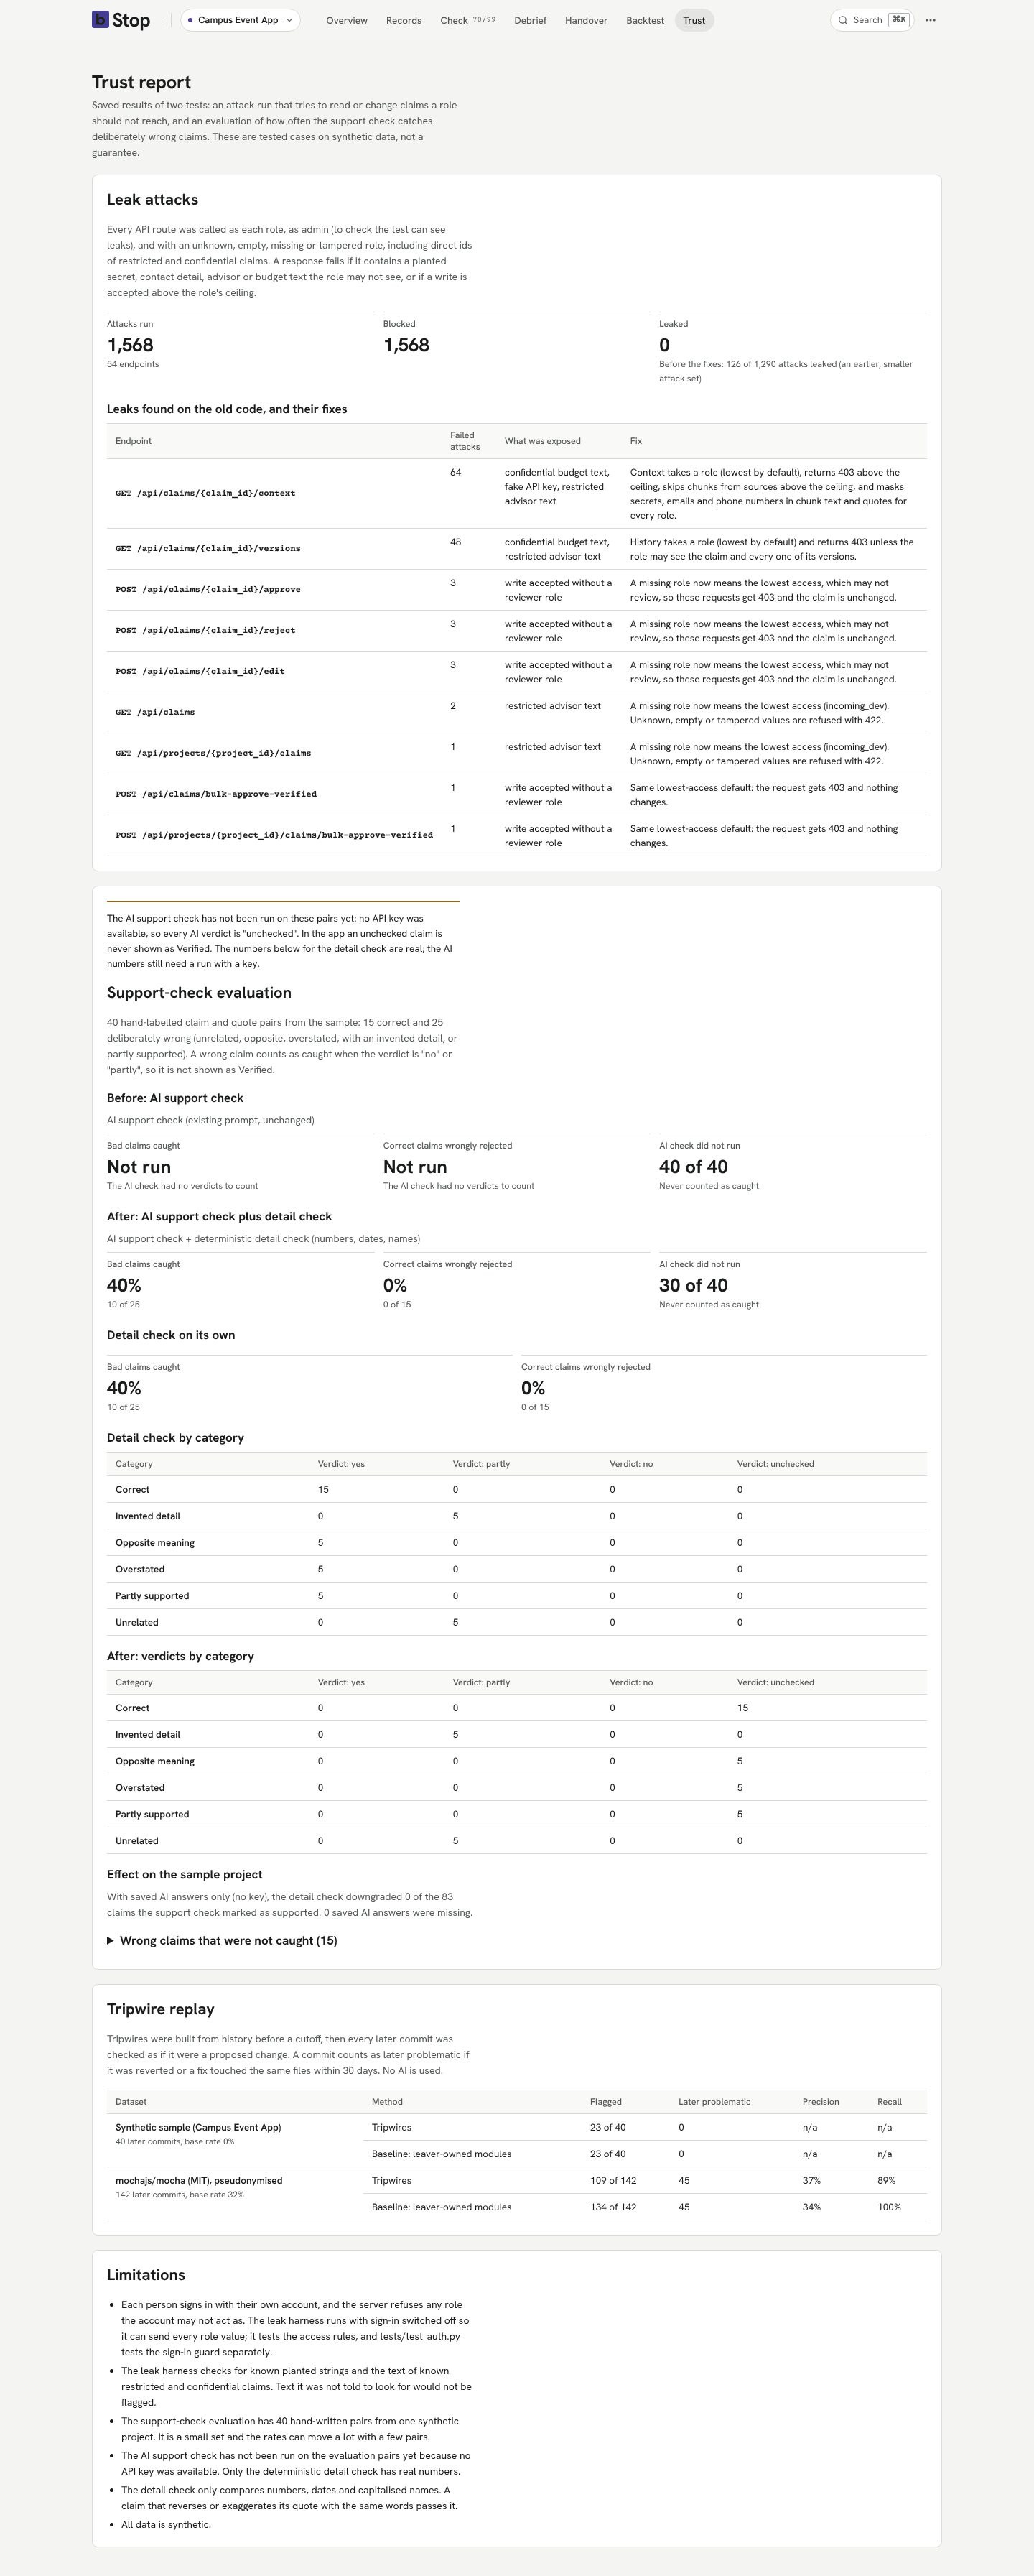 b Stop
Campus Event App
Overview
Records
Check 70/99
Debrief
Handover
Backtest
Trust
Search ⌘K
Trust report
Saved results of two tests: an attack run that tries to read or change claims a role
should not reach, and an evaluation of how often the support check catches
deliberately wrong claims. These are tested cases on synthetic data, not a
guarantee.
Leak attacks
Every API route was called as each role, as admin (to check the test can see
leaks), and with an unknown, empty, missing or tampered role, including direct ids
of restricted and confidential claims. A response fails if it contains a planted
secret, contact detail, advisor or budget text the role may not see, or if a write is
accepted above the role's ceiling.
Attacks run
1,568
54 endpoints
Blocked
1,568
Leaked
0
Before the fixes: 126 of 1,290 attacks leaked (an earlier, smaller
attack set)
Leaks found on the old code, and their fixes
Endpoint
Failed
attacks
What was exposed
Fix
GET /api/claims/{claim_id}/context
64
confidential budget text,
fake API key, restricted
advisor text
Context takes a role (lowest by default), returns 403 above the
ceiling, skips chunks from sources above the ceiling, and masks
secrets, emails and phone numbers in chunk text and quotes for
every role.
GET /api/claims/{claim_id}/versions
48
confidential budget text,
restricted advisor text
History takes a role (lowest by default) and returns 403 unless the
role may see the claim and every one of its versions.
POST /api/claims/{claim_id}/approve
3
write accepted without a
reviewer role
A missing role now means the lowest access, which may not
review, so these requests get 403 and the claim is unchanged.
POST /api/claims/{claim_id}/reject
3
write accepted without a
reviewer role
A missing role now means the lowest access, which may not
review, so these requests get 403 and the claim is unchanged.
POST /api/claims/{claim_id}/edit
3
write accepted without a
reviewer role
A missing role now means the lowest access, which may not
review, so these requests get 403 and the claim is unchanged.
GET /api/claims
2
restricted advisor text
A missing role now means the lowest access (incoming_dev).
Unknown, empty or tampered values are refused with 422.
GET /api/projects/{project_id}/claims
1
restricted advisor text
A missing role now means the lowest access (incoming_dev).
Unknown, empty or tampered values are refused with 422.
POST /api/claims/bulk-approve-verified
1
write accepted without a
reviewer role
Same lowest-access default: the request gets 403 and nothing
changes.
POST /api/projects/{project_id}/claims/bulk-approve-verified
1
write accepted without a
reviewer role
Same lowest-access default: the request gets 403 and nothing
changes.
The AI support check has not been run on these pairs yet: no API key was
available, so every AI verdict is "unchecked". In the app an unchecked claim is
never shown as Verified. The numbers below for the detail check are real; the AI
numbers still need a run with a key.
Support-check evaluation
40 hand-labelled claim and quote pairs from the sample: 15 correct and 25
deliberately wrong (unrelated, opposite, overstated, with an invented detail, or
partly supported). A wrong claim counts as caught when the verdict is "no" or
"partly", so it is not shown as Verified.
Before: AI support check
AI support check (existing prompt, unchanged)
Bad claims caught
Not run
The AI check had no verdicts to count
Correct claims wrongly rejected
Not run
The AI check had no verdicts to count
AI check did not run
40 of 40
Never counted as caught
After: AI support check plus detail check
AI support check + deterministic detail check (numbers, dates, names)
Bad claims caught
40%
10 of 25
Correct claims wrongly rejected
0%
0 of 15
AI check did not run
30 of 40
Never counted as caught
Detail check on its own
Bad claims caught
40%
10 of 25
Correct claims wrongly rejected
0%
0 of 15
Detail check by category
Category Verdict: yes Verdict: partly Verdict: no Verdict: unchecked
Correct 15 0 0 0
Invented detail 0 5 0 0
Opposite meaning 5 0 0 0
Overstated 5 0 0 0
Partly supported 5 0 0 0
Unrelated 0 5 0 0
After: verdicts by category
Category Verdict: yes Verdict: partly Verdict: no Verdict: unchecked
Correct 0 0 0 15
Invented detail 0 5 0 0
Opposite meaning 0 0 0 5
Overstated 0 0 0 5
Partly supported 0 0 0 5
Unrelated 0 5 0 0
Effect on the sample project
With saved AI answers only (no key), the detail check downgraded 0 of the 83
claims the support check marked as supported. 0 saved AI answers were missing.
Wrong claims that were not caught (15)
Tripwire replay
Tripwires were built from history before a cutoff, then every later commit was
checked as if it were a proposed change. A commit counts as later problematic if
it was reverted or a fix touched the same files within 30 days. No AI is used.
Dataset Method Flagged Later problematic Precision Recall
Synthetic sample (Campus Event App)
40 later commits, base rate 0%
Tripwires 23 of 40 0 n/a n/a
Baseline: leaver-owned modules 23 of 40 0 n/a n/a
mochajs/mocha (MIT), pseudonymised
142 later commits, base rate 32%
Tripwires 109 of 142 45 37% 89%
Baseline: leaver-owned modules 134 of 142 45 34% 100%
Limitations
Each person signs in with their own account, and the server refuses any role
the account may not act as. The leak harness runs with sign-in switched off so
it can send every role value; it tests the access rules, and tests/test_auth.py
tests the sign-in guard separately.
The leak harness checks for known planted strings and the text of known
restricted and confidential claims. Text it was not told to look for would not be
flagged.
The support-check evaluation has 40 hand-written pairs from one synthetic
project. It is a small set and the rates can move a lot with a few pairs.
The AI support check has not been run on the evaluation pairs yet because no
API key was available. Only the deterministic detail check has real numbers.
The detail check only compares numbers, dates and capitalised names. A
claim that reverses or exaggerates its quote with the same words passes it.
All data is synthetic.